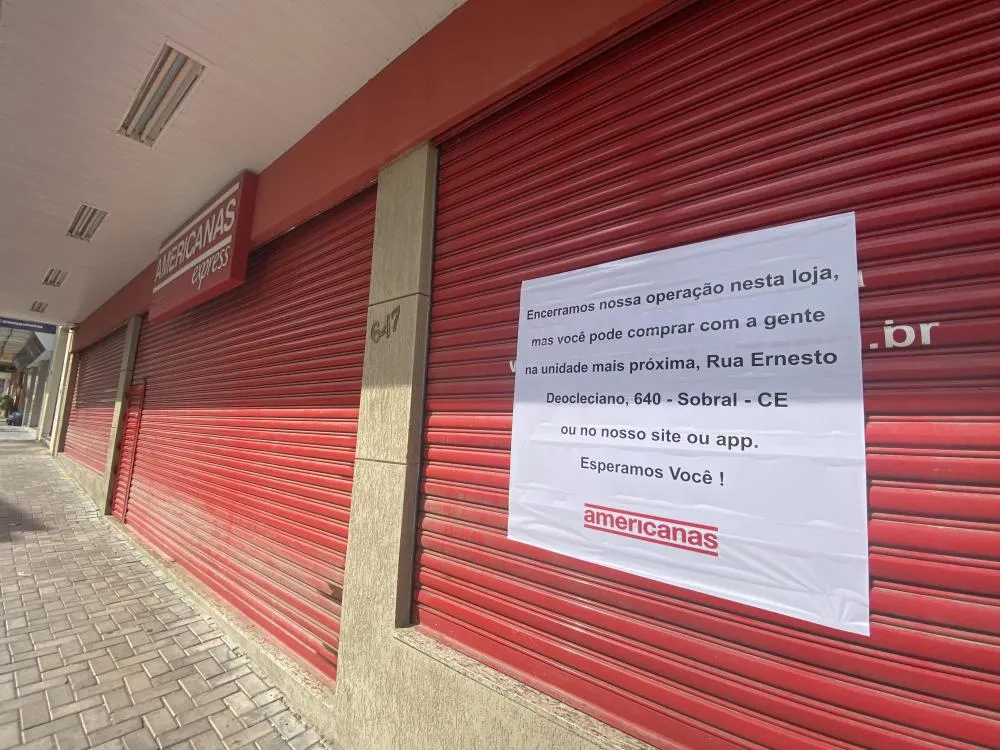 AMERICANAS
express
647
Encerramos nossa operação nesta loja,
mas você pode comprar com a gente
na unidade mais próxima, Rua Ernesto
Deocleciano, 640 - Sobral - CE
ou no nosso site ou app.
Esperamos Você !
americanas
.br